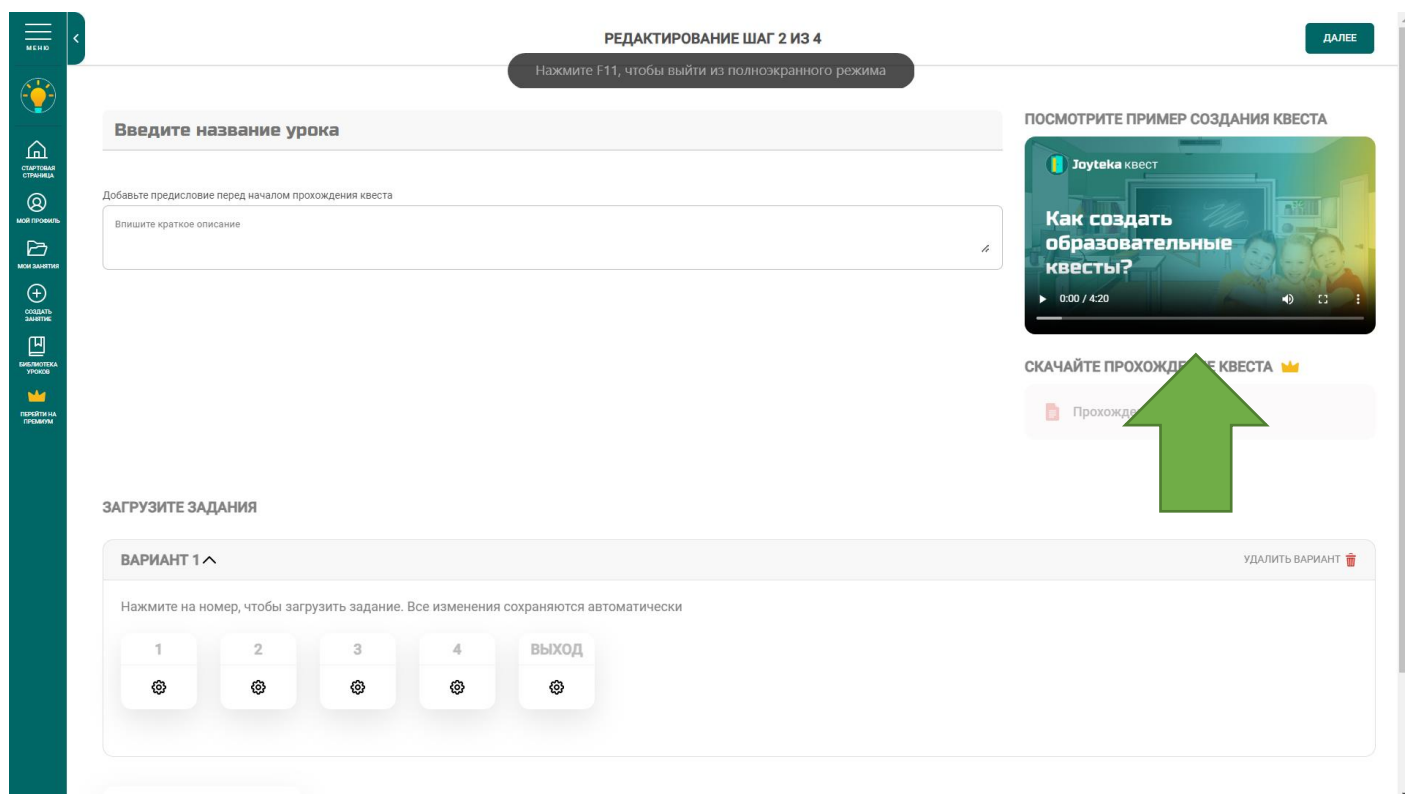 МЕНЮ
РЕДАКТИРОВАНИЕ ШАГ 2 ИЗ 4
ДАЛЕЕ
Нажмите F11, чтобы выйти из полноэкранного режима
СТАРТОВАЯ
СТРАНИЦА
МОЙ ПРОФИЛЬ
МОИ ЗАНЯТИЯ
СОЗДАТЬ
ЗАНЯТИЕ
БИБЛИОТЕКА
УРОКОВ
ПЕРЕЙТИ НА
ПРЕМИУМ
Введите название урока
Добавьте предисловие перед началом прохождения квеста
Впишите краткое описание
ПОСМОТРИТЕ ПРИМЕР СОЗДАНИЯ КВЕСТА
Joyteka квест
Как создать
образовательные
квесты?
0:00 / 4:20
СКАЧАЙТЕ ПРОХОЖДЕНИЕ КВЕСТА
ЗАГРУЗИТЕ ЗАДАНИЯ
ВАРИАНТ 1
УДАЛИТЬ ВАРИАНТ
Нажмите на номер, чтобы загрузить задание. Все изменения сохраняются автоматически
1 2 3 4 ВЫХОД